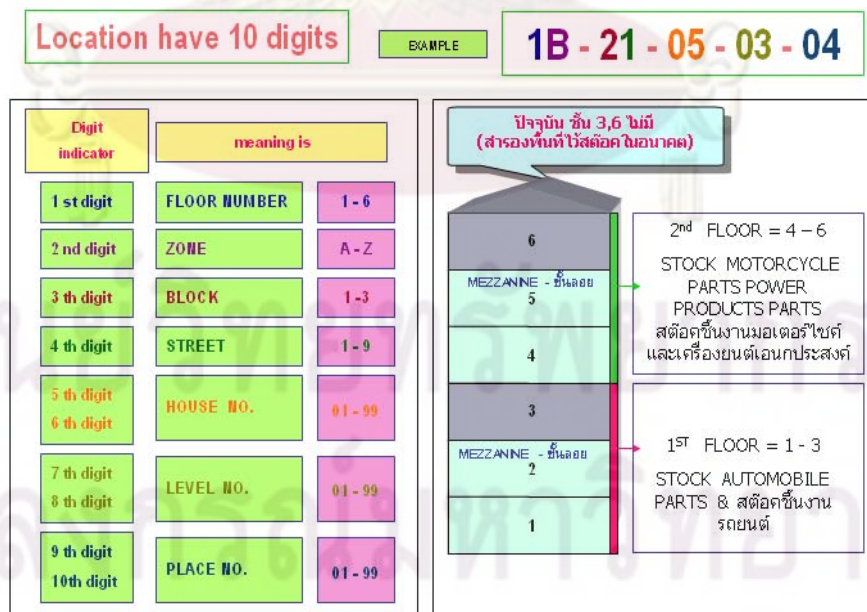 Location have 10 digits
EXAMPLE
1B - 21 - 05 - 03 - 04
Digit indicator
meaning is
1 st digit
FLOOR NUMBER
1 - 6
2 nd digit
ZONE
A - Z
3 th digit
BLOCK
1 -3
4 th digit
STREET
1 - 9
5 th digit
6 th digit
HOUSE NO.
01 - 99
7 th digit
8 th digit
LEVEL NO.
01 - 99
9 th digit
10th digit
PLACE NO.
01 - 99
ปัจจุบัน ชั้น 3,6 ไม่มี
(สำรองพื้นที่ไว้สต๊อคในอนาคต)
6
MEZZANINE - ชั้นลอย
5
4
3
MEZZANINE - ชั้นลอย
2
1
2nd FLOOR = 4 – 6
STOCK MOTORCYCLE
PARTS POWER
PRODUCTS PARTS
สต๊อคชิ้นงานมอเตอร์ไซค์
และเครื่องยนต์เอนกประสงค์
1ST FLOOR = 1 - 3
STOCK AUTOMOBILE
PARTS & สต๊อคชิ้นงาน
รถยนต์